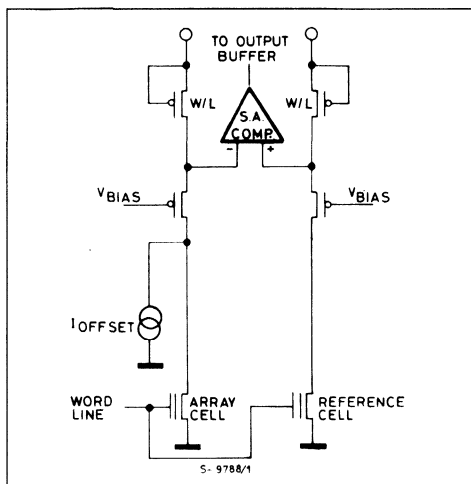 TO OUTPUT
BUFFER
W/L
W/L
S.A.
COMP.
- +
VBIAS
VBIAS
IOFFSET
WORD
LINE
ARRAY
CELL
REFERENCE
CELL
S- 9788/1